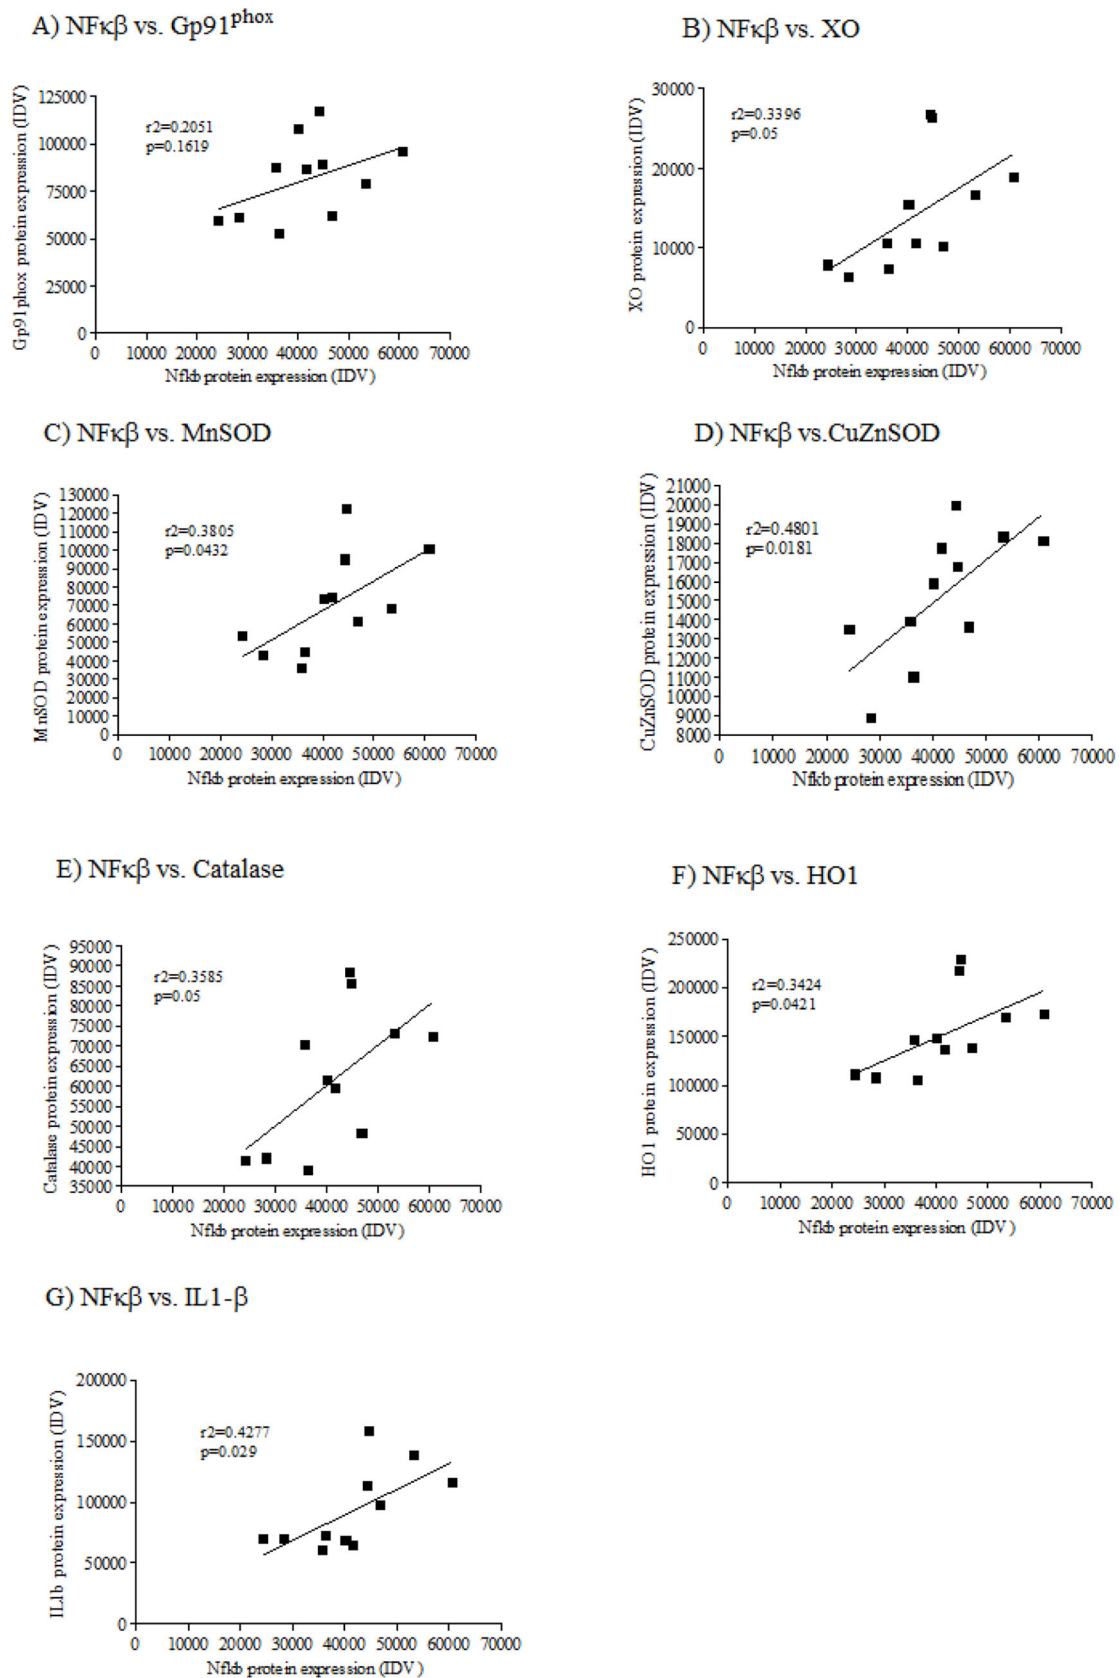 A) NFκβ vs. Gp91phox
B) NFκβ vs. XO
Gp91phox protein expression (IDV)
125000
100000
75000
50000
25000
0
r2=0.2051
p=0.1619
0 10000 20000 30000 40000 50000 60000 70000
Nfkb protein expression (IDV)
XO protein expression (IDV)
30000
20000
10000
0
r2=0.3396
p=0.05
0 10000 20000 30000 40000 50000 60000 70000
Nfkb protein expression (IDV)
C) NFκβ vs. MnSOD
D) NFκβ vs.CuZnSOD
MnSOD protein expression (IDV)
130000
120000
110000
100000
90000
80000
70000
60000
50000
40000
30000
20000
10000
0
r2=0.3805
p=0.0432
0 10000 20000 30000 40000 50000 60000 70000
Nfkb protein expression (IDV)
CuZnSOD protein expression (IDV)
21000
20000
19000
18000
17000
16000
15000
14000
13000
12000
11000
10000
9000
8000
r2=0.4801
p=0.0181
0 10000 20000 30000 40000 50000 60000 70000
Nfkb protein expression (IDV)
E) NFκβ vs. Catalase
F) NFκβ vs. HO1
Catalase protein expression (IDV)
95000
90000
85000
80000
75000
70000
65000
60000
55000
50000
45000
40000
35000
r2=0.3585
p=0.05
0 10000 20000 30000 40000 50000 60000 70000
Nfkb protein expression (IDV)
HO1 protein expression (IDV)
250000
200000
150000
100000
50000
0
r2=0.3424
p=0.0421
0 10000 20000 30000 40000 50000 60000 70000
Nfkb protein expression (IDV)
G) NFκβ vs. IL1-β
IL1b protein expression (IDV)
200000
150000
100000
50000
0
r2=0.4277
p=0.029
0 10000 20000 30000 40000 50000 60000 70000
Nfkb protein expression (IDV)